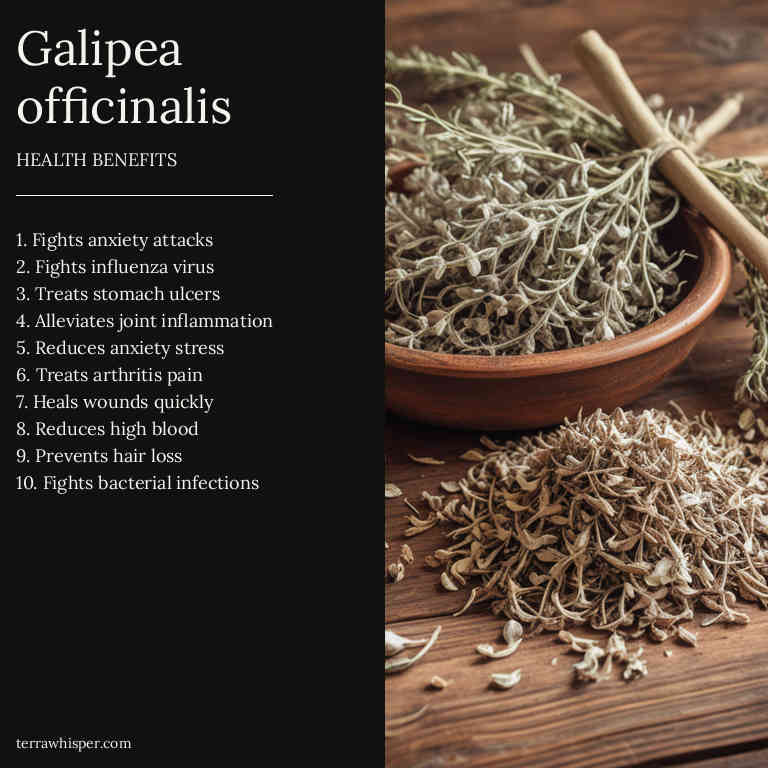 Galipea
officinalis
HEALTH BENEFITS
1. Fights anxiety attacks
2. Fights influenza virus
3. Treats stomach ulcers
4. Alleviates joint inflammation
5. Reduces anxiety stress
6. Treats arthritis pain
7. Heals wounds quickly
8. Reduces high blood
9. Prevents hair loss
10. Fights bacterial infections
terrawhisper.com